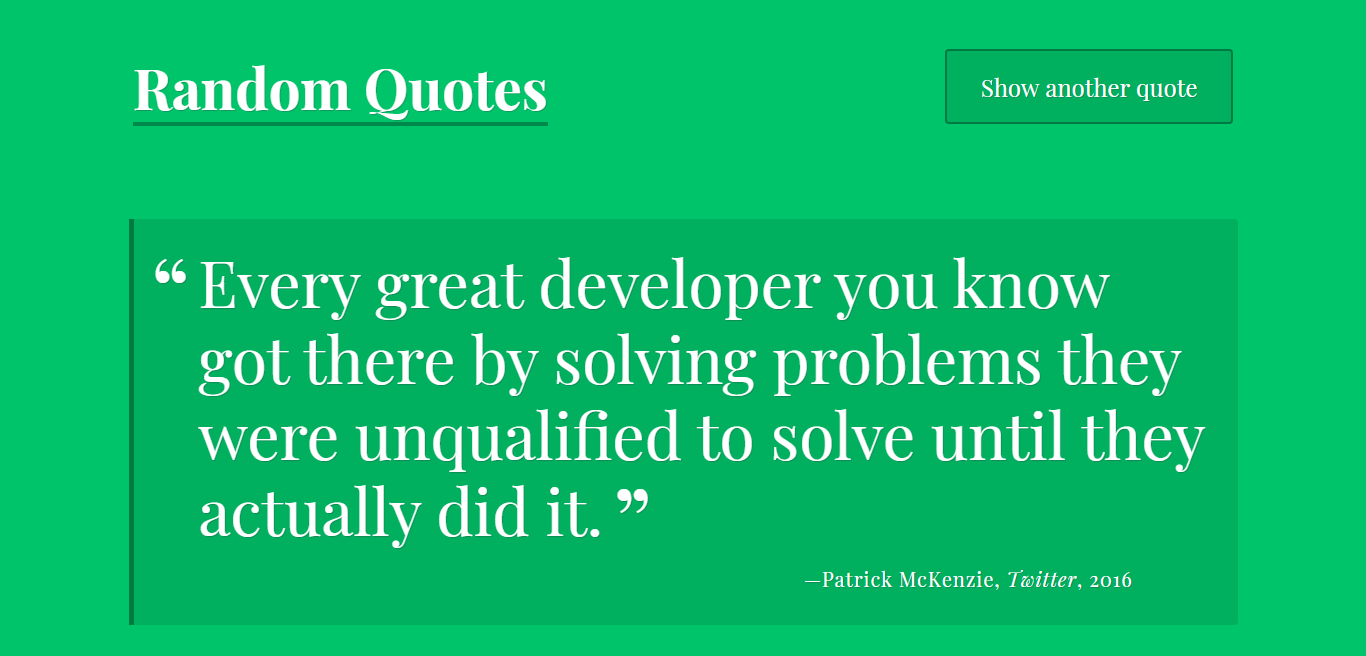 Random Quotes
Show another quote
“ Every great developer you know
got there by solving problems they
were unqualified to solve until they
actually did it. ”
—Patrick McKenzie, Twitter, 2016